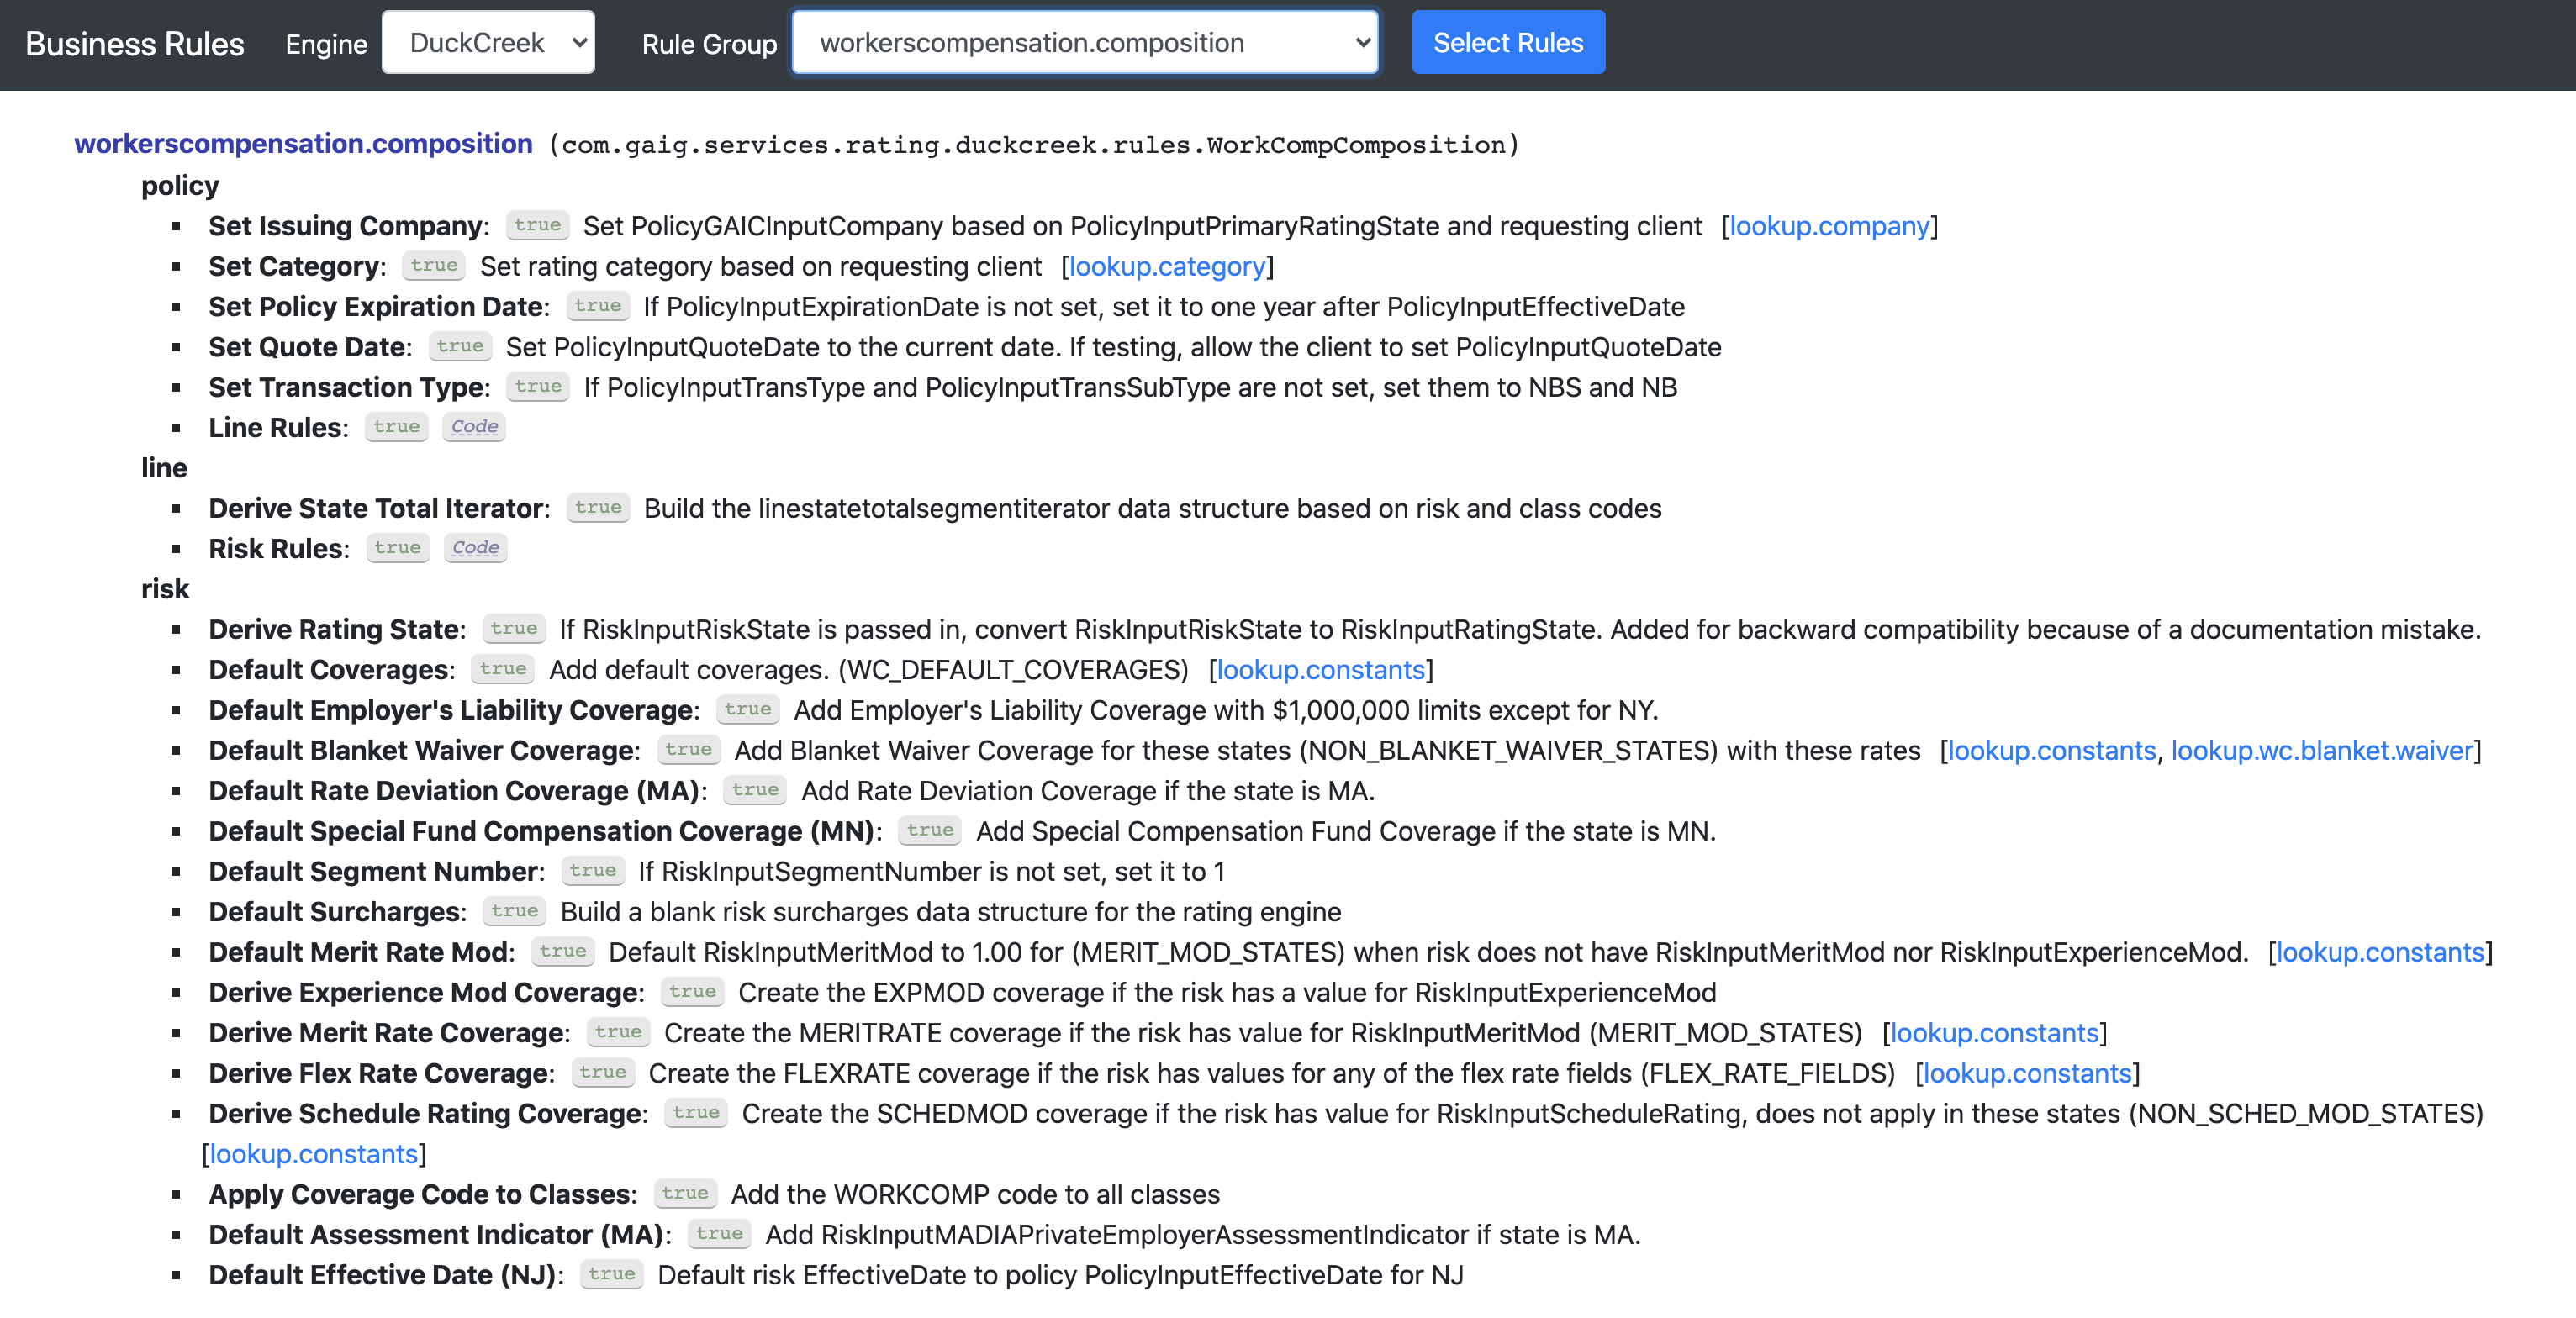 Business Rules Engine DuckCreek Rule Group workerscompensation.composition Select Rules
workerscompensation.composition (com.gaig.services.rating.duckcreek.rules.WorkCompComposition)
policy
▪ Set Issuing Company: true Set PolicyGAICInputCompany based on PolicyInputPrimaryRatingState and requesting client [lookup.company]
▪ Set Category: true Set rating category based on requesting client [lookup.category]
▪ Set Policy Expiration Date: true If PolicyInputExpirationDate is not set, set it to one year after PolicyInputEffectiveDate
▪ Set Quote Date: true Set PolicyInputQuoteDate to the current date. If testing, allow the client to set PolicyInputQuoteDate
▪ Set Transaction Type: true If PolicyInputTransType and PolicyInputTransSubType are not set, set them to NBS and NB
▪ Line Rules: true Code
line
▪ Derive State Total Iterator: true Build the linestatetotalsegmentiterator data structure based on risk and class codes
▪ Risk Rules: true Code
risk
▪ Derive Rating State: true If RiskInputRiskState is passed in, convert RiskInputRiskState to RiskInputRatingState. Added for backward compatibility because of a documentation mistake.
▪ Default Coverages: true Add default coverages. (WC_DEFAULT_COVERAGES) [lookup.constants]
▪ Default Employer's Liability Coverage: true Add Employer's Liability Coverage with $1,000,000 limits except for NY.
▪ Default Blanket Waiver Coverage: true Add Blanket Waiver Coverage for these states (NON_BLANKET_WAIVER_STATES) with these rates [lookup.constants, lookup.wc.blanket.waiver]
▪ Default Rate Deviation Coverage (MA): true Add Rate Deviation Coverage if the state is MA.
▪ Default Special Fund Compensation Coverage (MN): true Add Special Compensation Fund Coverage if the state is MN.
▪ Default Segment Number: true If RiskInputSegmentNumber is not set, set it to 1
▪ Default Surcharges: true Build a blank risk surcharges data structure for the rating engine
▪ Default Merit Rate Mod: true Default RiskInputMeritMod to 1.00 for (MERIT_MOD_STATES) when risk does not have RiskInputMeritMod nor RiskInputExperienceMod. [lookup.constants]
▪ Derive Experience Mod Coverage: true Create the EXPMOD coverage if the risk has a value for RiskInputExperienceMod
▪ Derive Merit Rate Coverage: true Create the MERITRATE coverage if the risk has value for RiskInputMeritMod (MERIT_MOD_STATES) [lookup.constants]
▪ Derive Flex Rate Coverage: true Create the FLEXRATE coverage if the risk has values for any of the flex rate fields (FLEX_RATE_FIELDS) [lookup.constants]
▪ Derive Schedule Rating Coverage: true Create the SCHEDMOD coverage if the risk has value for RiskInputScheduleRating, does not apply in these states (NON_SCHED_MOD_STATES)
[lookup.constants]
▪ Apply Coverage Code to Classes: true Add the WORKCOMP code to all classes
▪ Default Assessment Indicator (MA): true Add RiskInputMADIAPrivateEmployerAssessmentIndicator if state is MA.
▪ Default Effective Date (NJ): true Default risk EffectiveDate to policy PolicyInputEffectiveDate for NJ